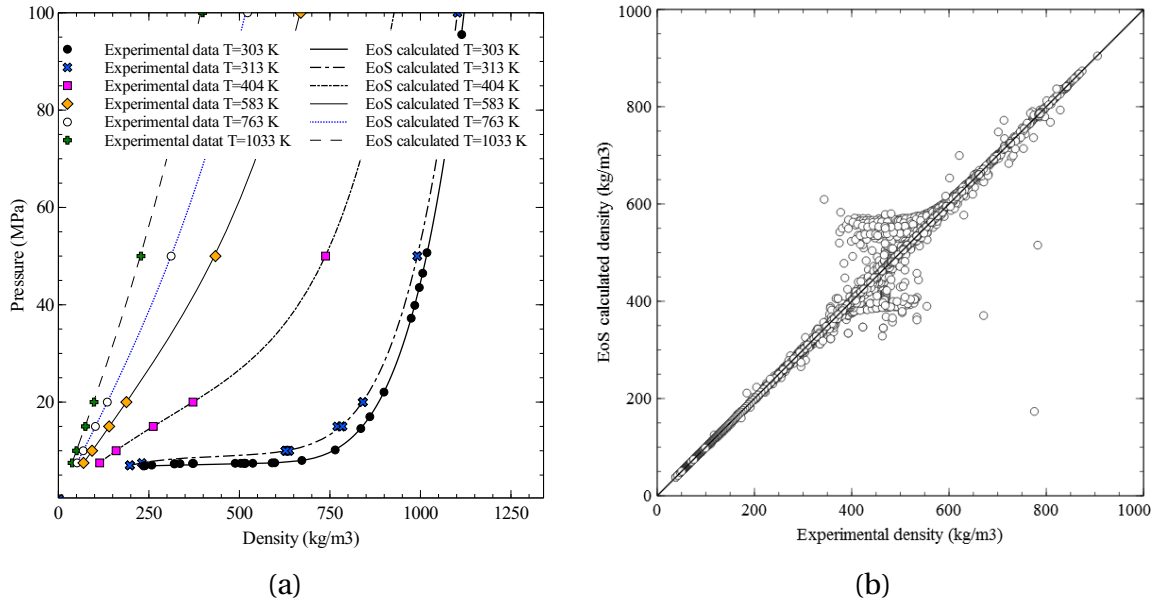 100
80
60
40
20
0
250
500
750
1000
1250
Pressure (MPa)
Density (kg/m3)
Experimental data T=303 K
Experimental data T=313 K
Experimental data T=404 K
Experimental data T=583 K
Experimental data T=763 K
Experimental datat T=1033 K
EoS calculated T=303 K
EoS calculated T=313 K
EoS calculated T=404 K
EoS calculated T=583 K
EoS calculated T=763 K
EoS calculated T=1033 K
(a)
1000
800
600
400
200
0
0
200
400
600
800
1000
EoS calculated density (kg/m3)
Experimental density (kg/m3)
(b)